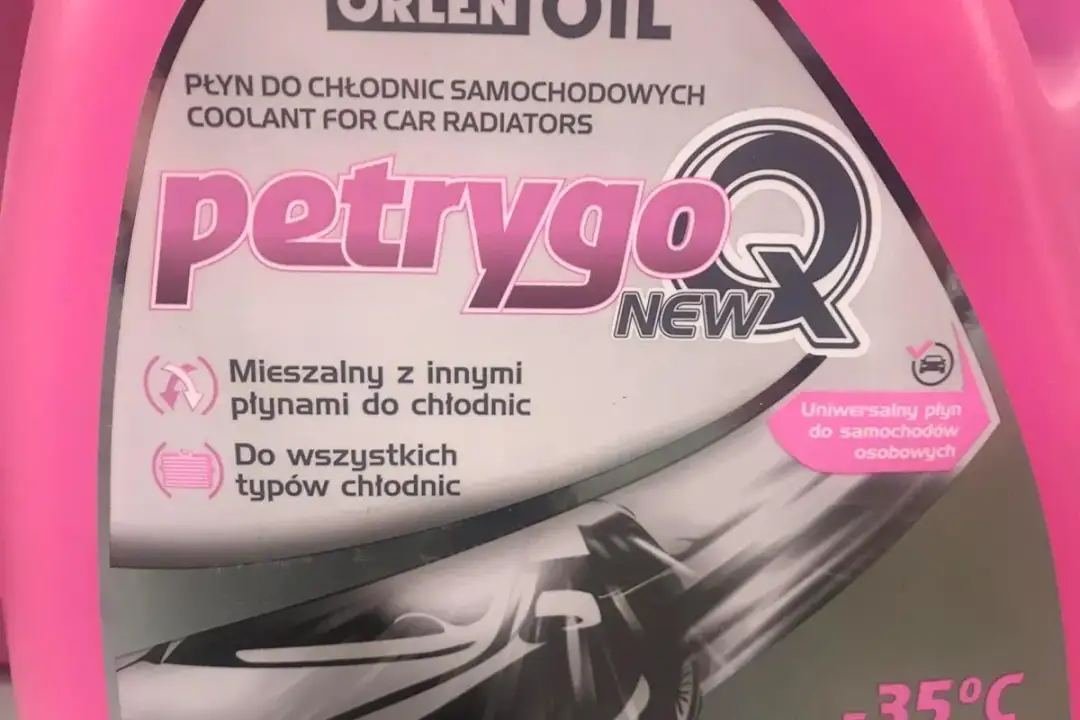 ORLEN OIL
PŁYN DO CHŁODNIC SAMOCHODOWYCH
COOLANT FOR CAR RADIATORS
petrygo Q
NEW X
Mieszalny z innymi
płynami do chłodnic
Do wszystkich
typów chłodnic
Uniwersalny płyn
do samochodów
osobowych
-35°C